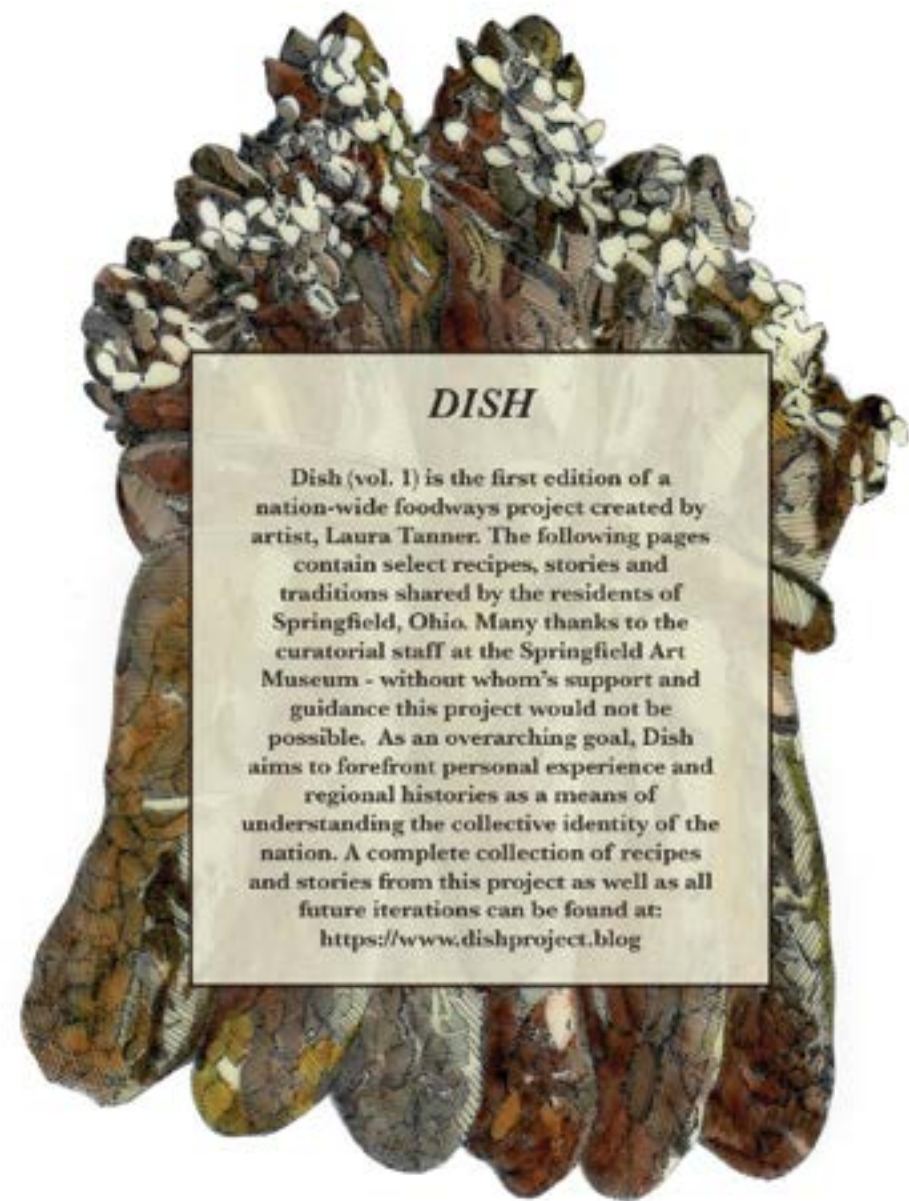 DISH
Dish (vol. 1) is the first edition of a
nation-wide foodways project created by
artist, Laura Tanner. The following pages
contain select recipes, stories and
traditions shared by the residents of
Springfield, Ohio. Many thanks to the
curatorial staff at the Springfield Art
Museum - without whom's support and
guidance this project would not be
possible. As an overarching goal, Dish
aims to forefront personal experience and
regional histories as a means of
understanding the collective identity of the
nation. A complete collection of recipes
and stories from this project as well as all
future iterations can be found at:
https://www.dishproject.blog